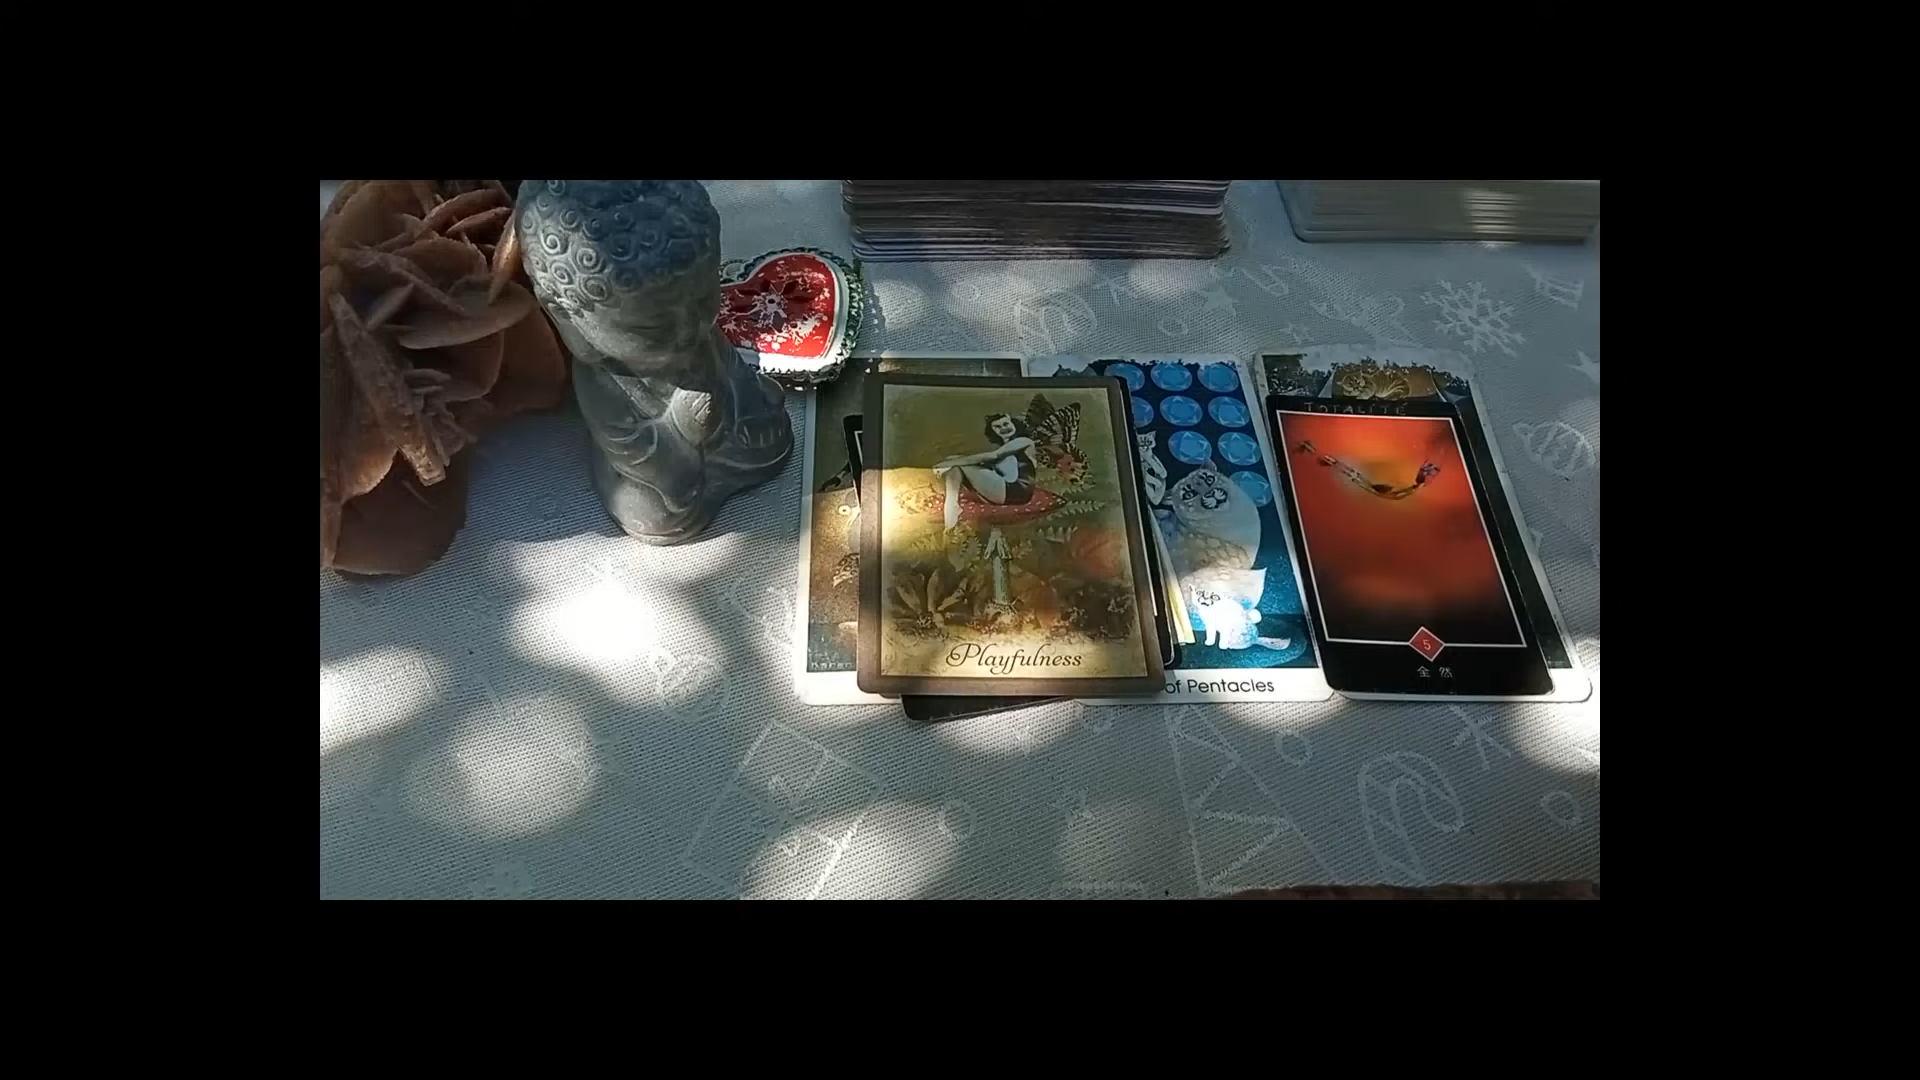 TOTALITÉ
Playfulness
of Pentacles
5
全然